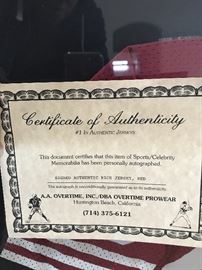 Certificate of Authenticity
#1 IN AUTHENTIC JERSEYS
This document certifies that this item of Sports/Celebrity
Memorabilia has been personally autographed.
SIGNED AUTHENTIC RICE JERSEY, RED
The autograph is unconditionally guaranteed as to its authenticity.
A.A. OVERTIME, INC./DBA OVERTIME PROWEAR
Huntington Beach, California
(714) 375-6121